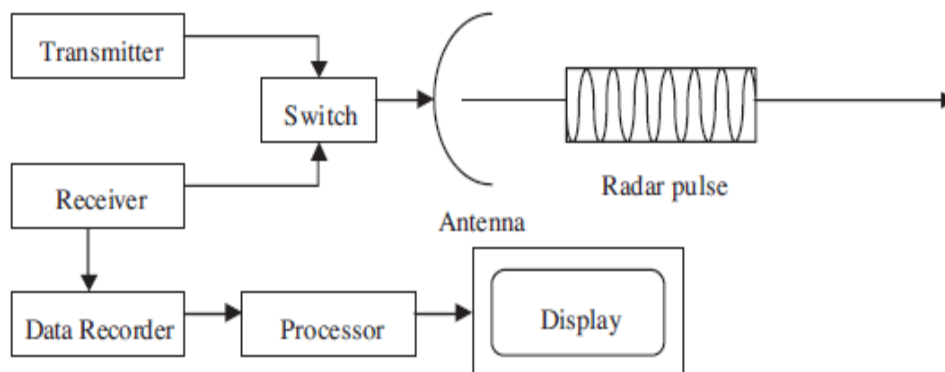 Transmitter
Switch
Receiver
Radar pulse
Antenna
Data Recorder
Processor
Display